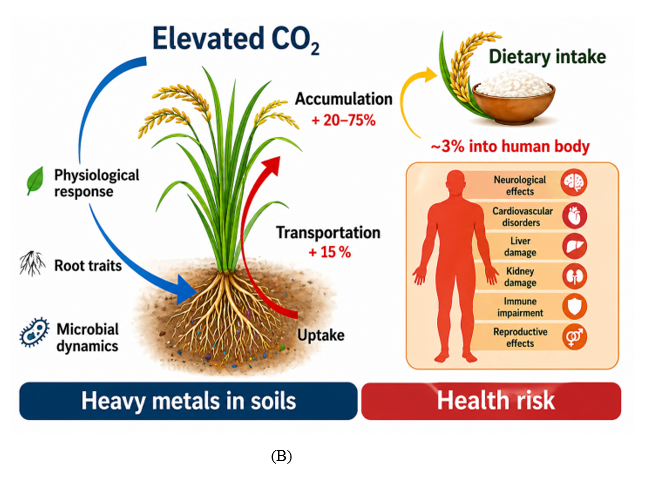 Elevated CO₂
Physiological
response
Root traits
Microbial
dynamics
Accumulation
+ 20–75%
Transportation
+ 15 %
Uptake
Dietary intake
~3% into human body
Neurological
effects
Cardiovascular
disorders
Liver
damage
Kidney
damage
Immune
impairment
Reproductive
effects
Heavy metals in soils
Health risk
(B)